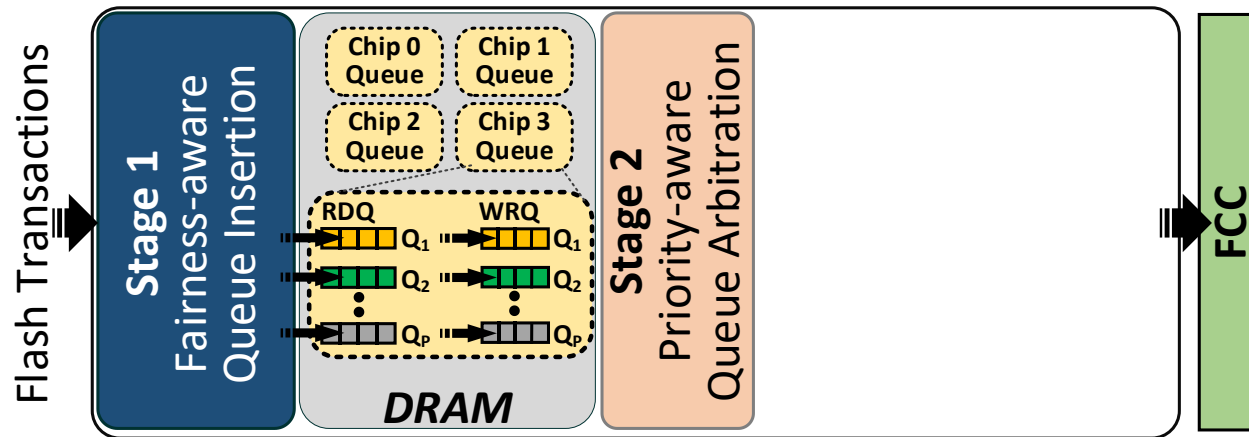 Flash Transactions
Stage 1
Fairness-aware
Queue Insertion
Chip 0
Queue
Chip 1
Queue
Chip 2
Queue
Chip 3
Queue
RDQ
WRQ
Q1
Q1
Q2
Q2
QP
QP
DRAM
Stage 2
Priority-aware
Queue Arbitration
FCC